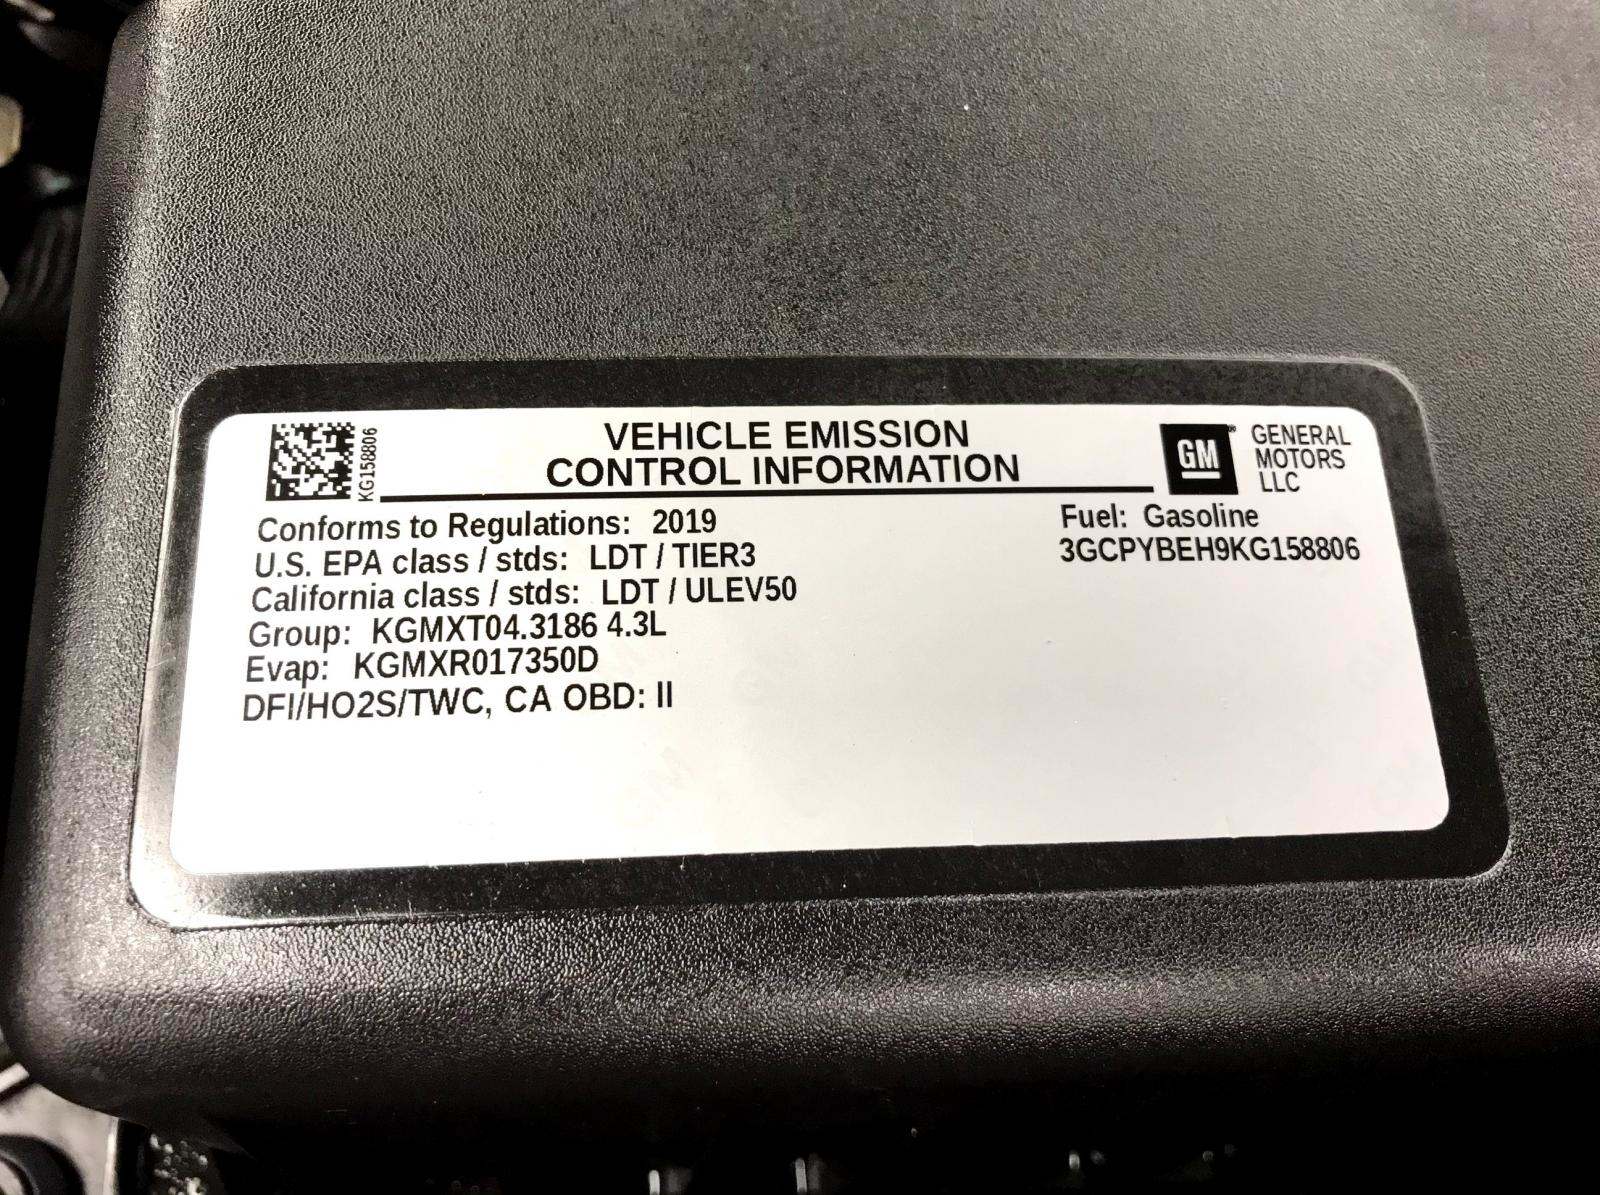 KG158806
VEHICLE EMISSION
CONTROL INFORMATION
GM
GENERAL
MOTORS
LLC
Conforms to Regulations: 2019
U.S. EPA class / stds: LDT / TIER3
California class / stds: LDT / ULEV50
Group: KGMXT04.3186 4.3L
Evap: KGMXR017350D
DFI/HO2S/TWC, CA OBD: II
Fuel: Gasoline
3GCPYBEH9KG158806